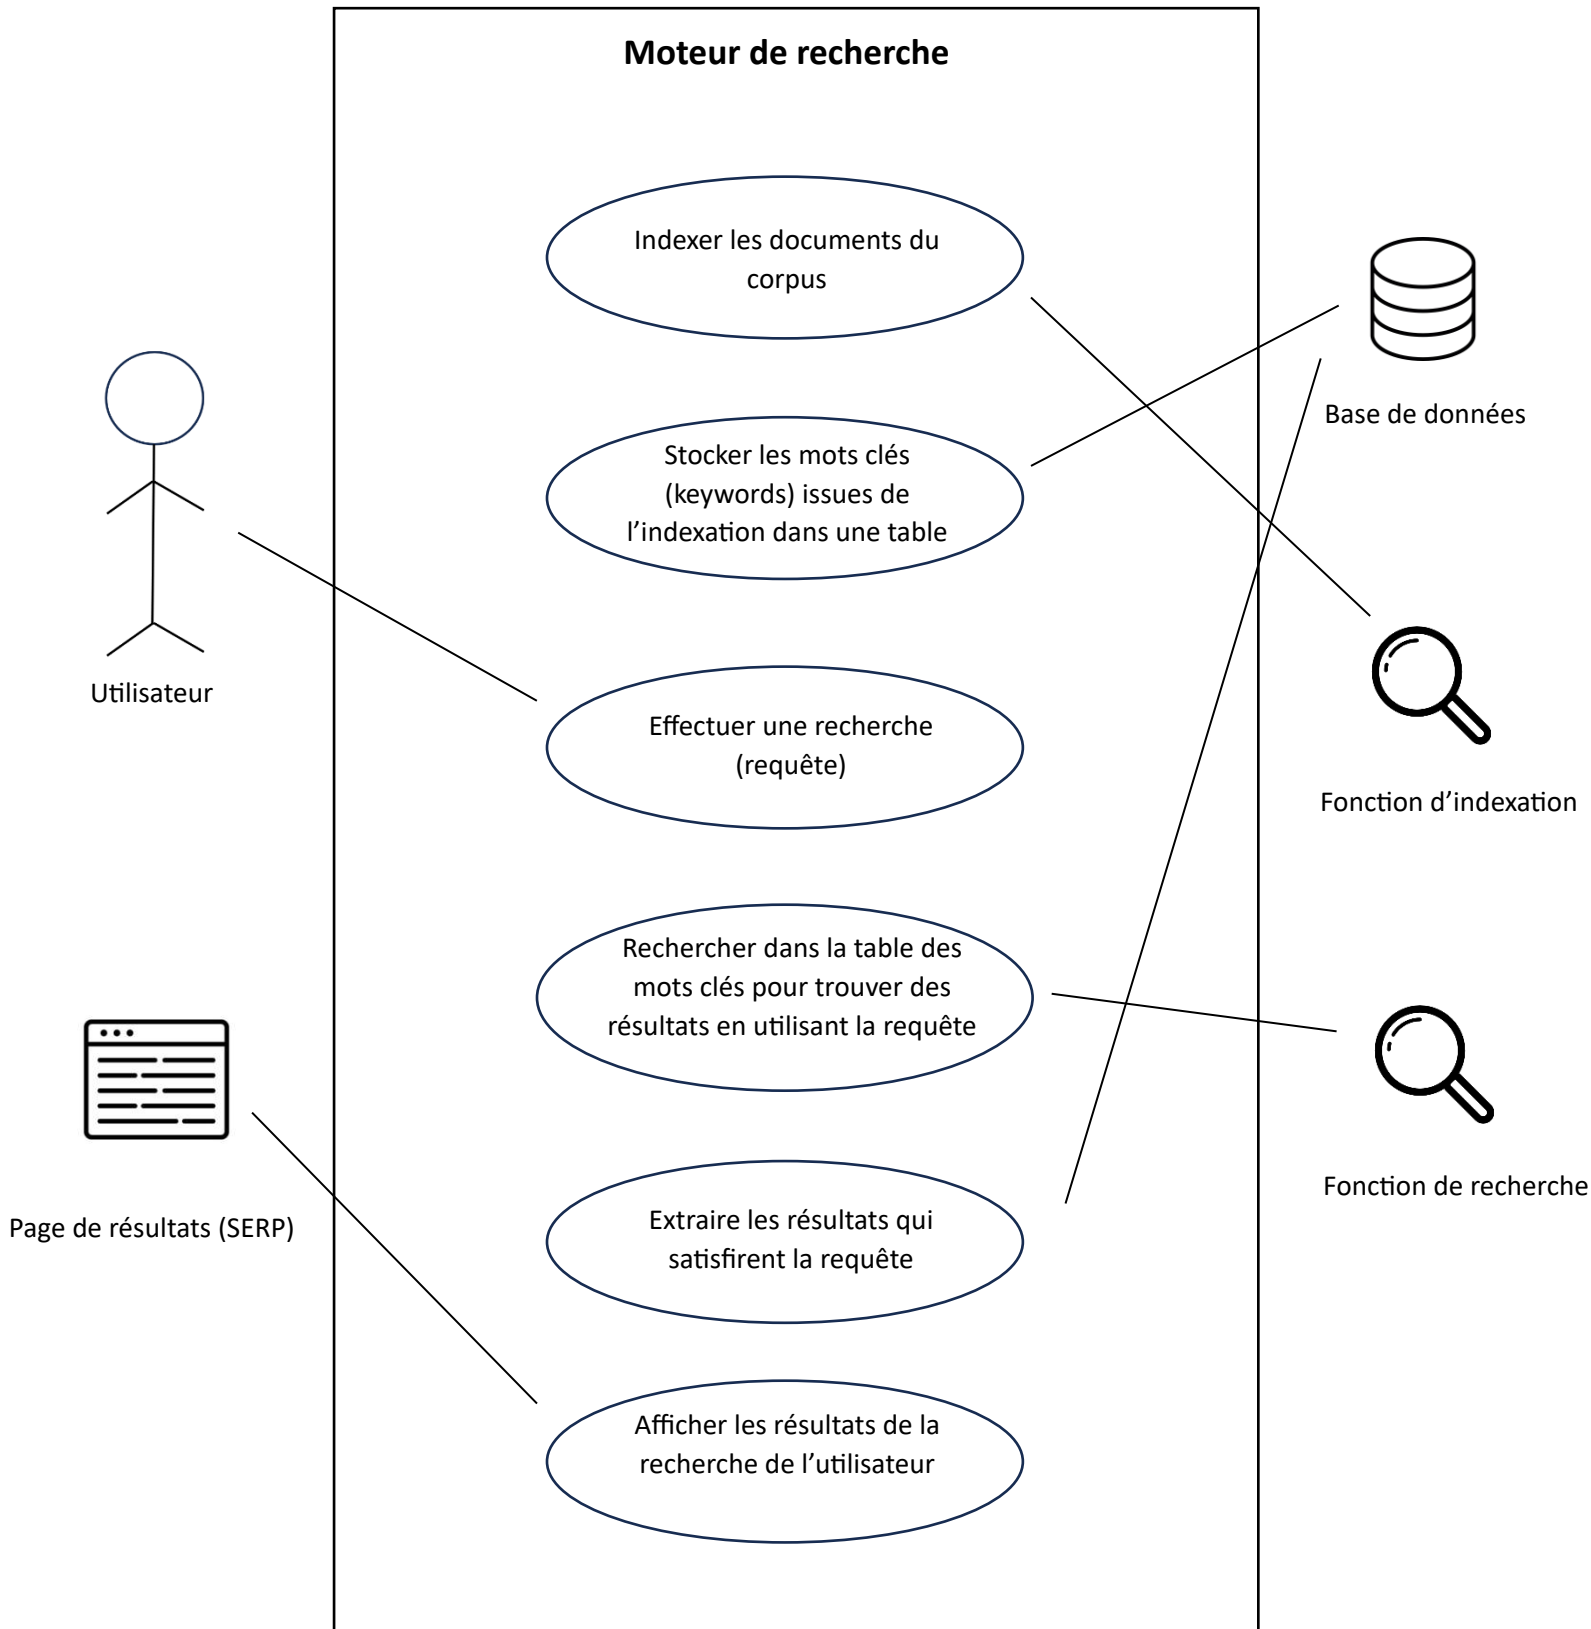 Moteur de recherche
Indexer les documents du
corpus
Base de données
Stocker les mots clés
(keywords) issues de
l’indexation dans une table
Utilisateur
Effectuer une recherche
(requête)
Fonction d’indexation
Rechercher dans la table des
mots clés pour trouver des
résultats en utilisant la requête
Fonction de recherche
Page de résultats (SERP)
Extraire les résultats qui
satisfirent la requête
Afficher les résultats de la
recherche de l’utilisateur